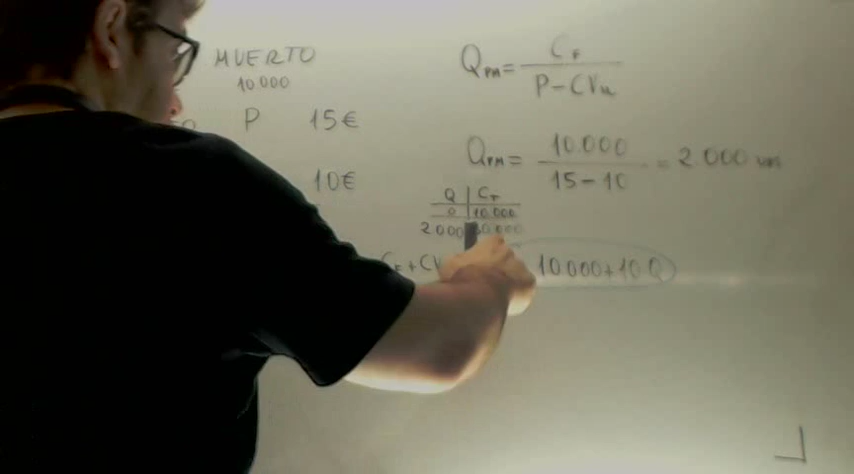 MUERTO
10.000
P 15€
10€
Q_PM = C_F / P - CVu
Q_PM = 10.000 / 15 - 10 = 2.000 um
Q | C_T
0 | 10.000
2.000 | 30.000
C_F + CV
10.000 + 10 Q